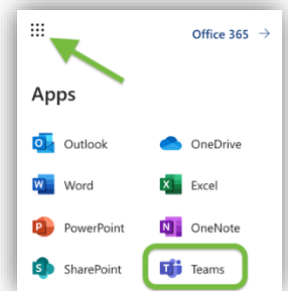 Office 365 →
Apps
Outlook
OneDrive
Word
Excel
PowerPoint
OneNote
SharePoint
Teams